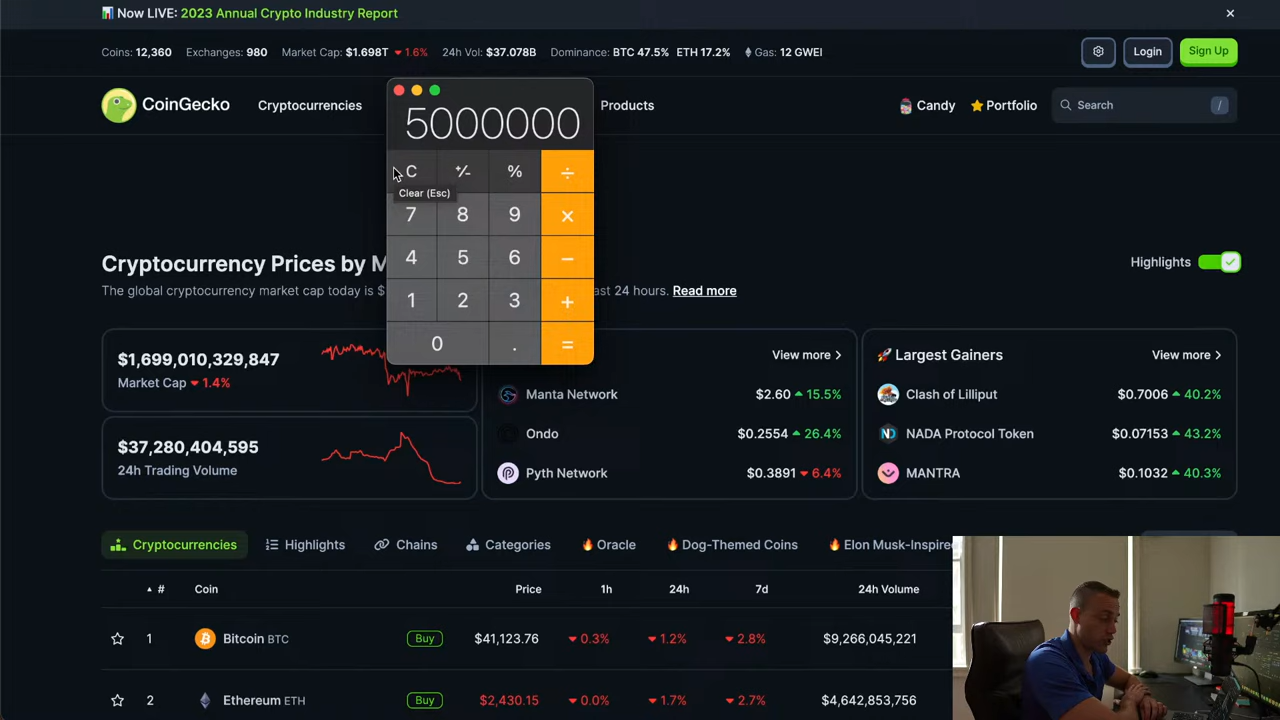 Now LIVE: 2023 Annual Crypto Industry Report
Coins: 12,360 Exchanges: 980 Market Cap: $1.698T 1.6% 24h Vol: $37.078B Dominance: BTC 47.5% ETH 17.2% Gas: 12 GWEI
Login
Sign Up
CoinGecko
Cryptocurrencies
Products
Candy
Portfolio
Search
/
5000000
C +/- % ÷
Clear (Esc)
7 8 9 ×
4 5 6 −
1 2 3 +
0 . =
Cryptocurrency Prices by M
Highlights
The global cryptocurrency market cap today is $ ast 24 hours. Read more
$1,699,010,329,847
Market Cap 1.4%
$37,280,404,595
24h Trading Volume
View more
Manta Network $2.60 15.5%
Ondo $0.2554 26.4%
Pyth Network $0.3891 6.4%
Largest Gainers View more
Clash of Lilliput $0.7006 40.2%
NADA Protocol Token $0.07153 43.2%
MANTRA $0.1032 40.3%
Cryptocurrencies Highlights Chains Categories Oracle Dog-Themed Coins Elon Musk-Inspired
# Coin Price 1h 24h 7d 24h Volume
1 Bitcoin BTC Buy $41,123.76 0.3% 1.2% 2.8% $9,266,045,221
2 Ethereum ETH Buy $2,430.15 0.0% 1.7% 2.7% $4,642,853,756